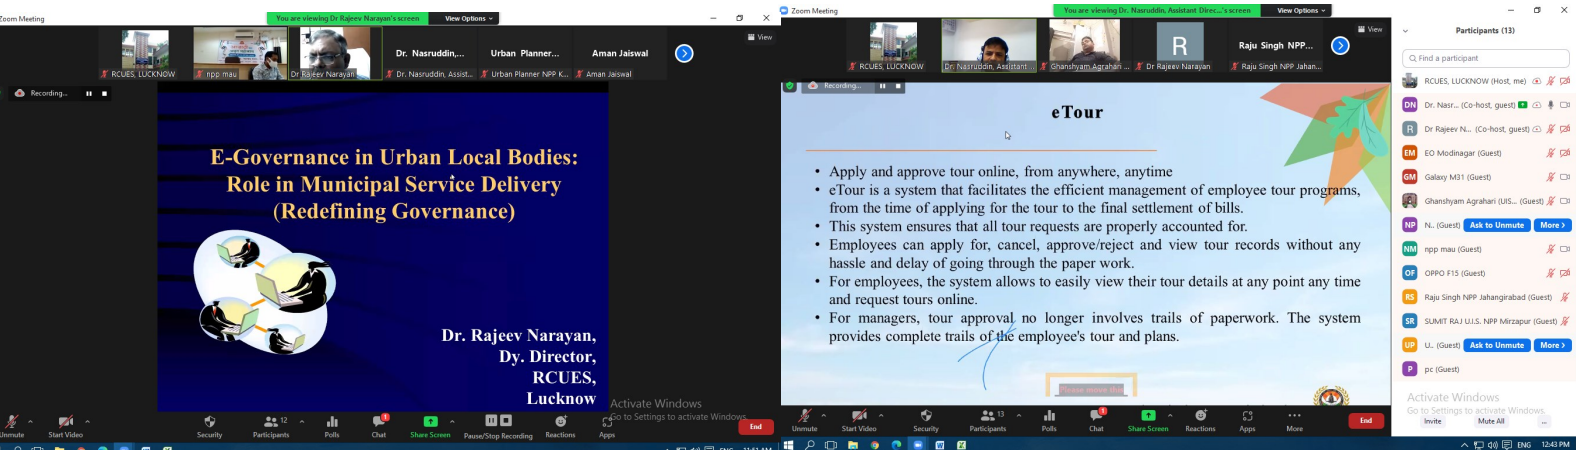 Zoom Meeting
You are viewing Dr Rajeev Narayan's screen
View Options
View
RCUES, LUCKNOW
npp mau
Dr Rajeev Narayan
Dr. Nasruddin,...
Dr. Nasruddin, Assist...
Urban Planner...
Urban Planner NPP K...
Aman Jaiswal
Aman Jaiswal
Recording...
E-Governance in Urban Local Bodies:
Role in Municipal Service Delivery
(Redefining Governance)
Dr. Rajeev Narayan,
Dy. Director,
RCUES,
Lucknow
Activate Windows
Go to Settings to activate Windows.
Unmute
Start Video
Security
12
Participants
Polls
1
Chat
Share Screen
Pause/Stop Recording
Reactions
Apps
End
ENG
11:51 AM
Zoom Meeting
You are viewing Dr. Nasruddin, Assistant Direc...'s screen
View Options
View
RCUES, LUCKNOW
Dr. Nasruddin, Assistant ...
Ghanshyam Agrahari ...
R
Dr Rajeev Narayan
Raju Singh NPP...
Raju Singh NPP Jahan...
Recording...
eTour
• Apply and approve tour online, from anywhere, anytime
• eTour is a system that facilitates the efficient management of employee tour programs,
from the time of applying for the tour to the final settlement of bills.
• This system ensures that all tour requests are properly accounted for.
• Employees can apply for, cancel, approve/reject and view tour records without any
hassle and delay of going through the paper work.
• For employees, the system allows to easily view their tour details at any point any time
and request tours online.
• For managers, tour approval no longer involves trails of paperwork. The system
provides complete trails of the employee's tour and plans.
Unmute
Start Video
Security
13
Participants
Polls
1
Chat
Share Screen
Reactions
Apps
More
End
Participants (13)
Find a participant
RCUES, LUCKNOW (Host, me)
DN Dr. Nasr... (Co-host, guest)
R Dr Rajeev N... (Co-host, guest)
EM EO Modinagar (Guest)
GM Galaxy M31 (Guest)
Ghanshyam Agrahari (UIS... (Guest)
NP N.. (Guest) Ask to Unmute More >
NM npp mau (Guest)
OF OPPO F15 (Guest)
RS Raju Singh NPP Jahangirabad (Guest)
SR SUMIT RAJ U.I.S. NPP Mirzapur (Guest)
UP U.. (Guest) Ask to Unmute More >
P pc (Guest)
Activate Windows
Go to Settings to activate Windows.
Invite
Mute All
...
ENG
12:43 PM